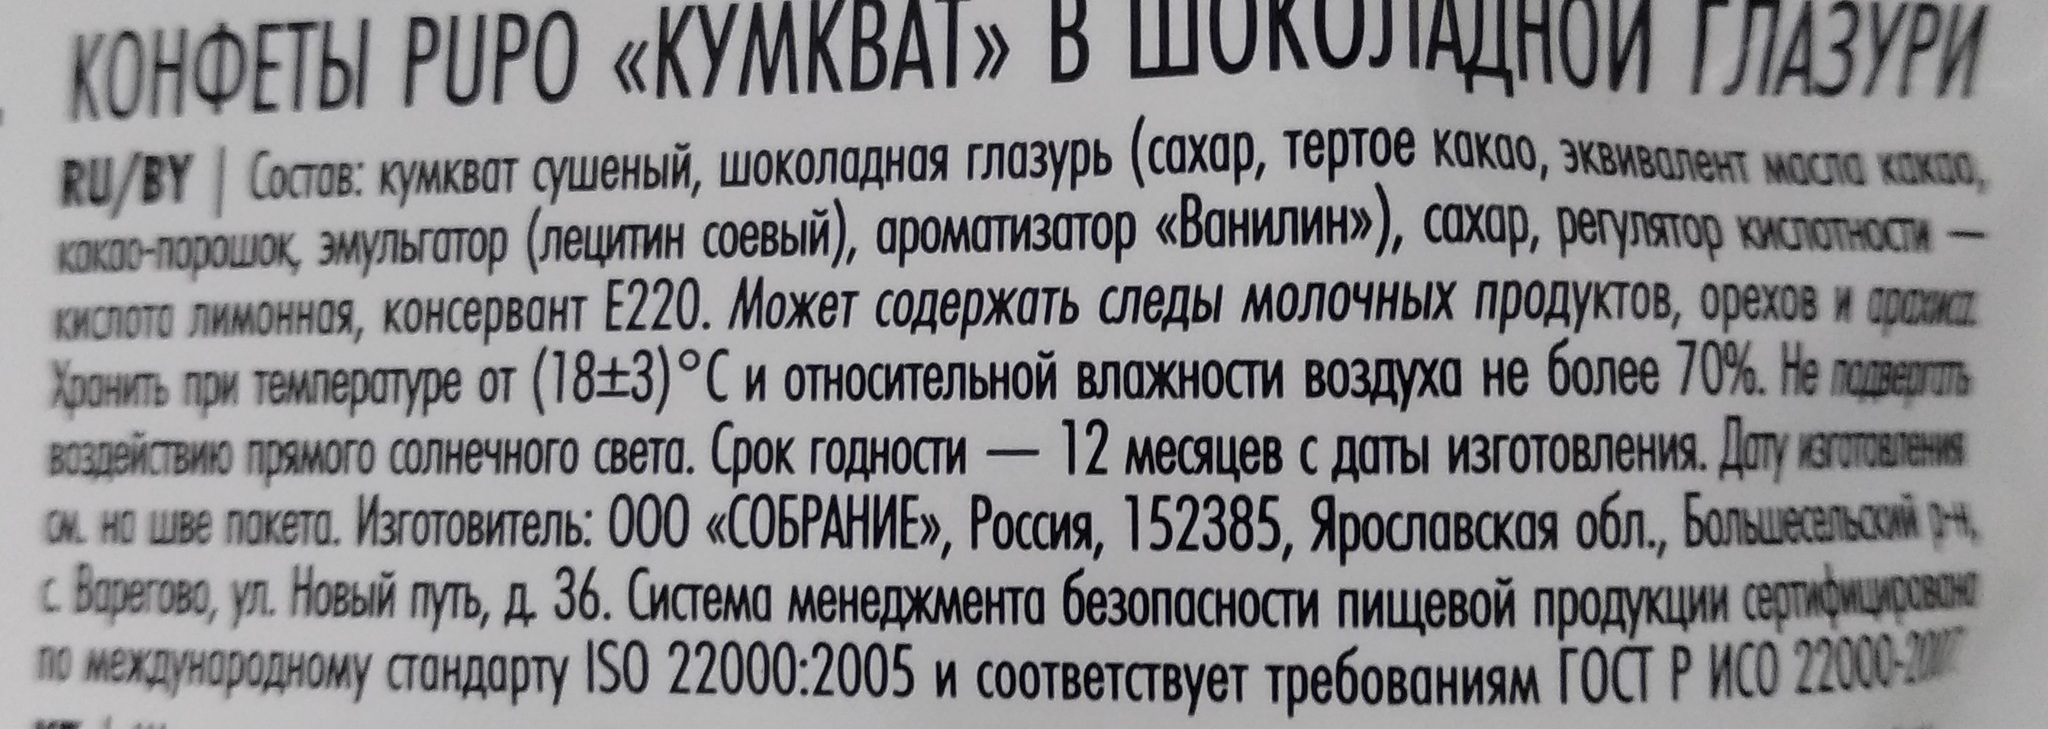 КОНФЕТЫ PUPO «КУМКВАТ» В ШОКОЛАДНОЙ ГЛАЗУРИ
RU/BY | Состав: кумкват сушеный, шоколадная глазурь (сахар, тертое какао, эквивалент масла какао,
какао-порошок, эмульгатор (лецитин соевый), ароматизатор «Ванилин»), сахар, регулятор кислотности —
кислота лимонная, консервант Е220. Может содержать следы молочных продуктов, орехов и арахиса.
Хранить при температуре от (18±3)°С и относительной влажности воздуха не более 70%. Не подвергать
воздействию прямого солнечного света. Срок годности — 12 месяцев с даты изготовления. Дату изготовления
см. на шве пакета. Изготовитель: ООО «СОБРАНИЕ», Россия, 152385, Ярославская обл., Большесельский р-н,
с. Варегово, ул. Новый путь, д. 36. Система менеджмента безопасности пищевой продукции сертифицирована
по международному стандарту ISO 22000:2005 и соответствует требованиям ГОСТ Р ИСО